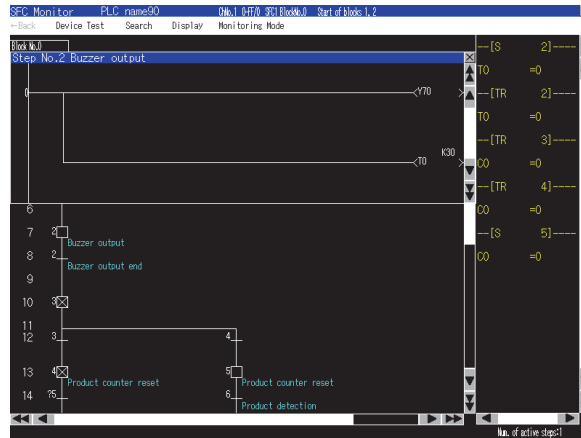 SFC Monitor PLC name90 CHNo.1 0-FF/0 SFC1 BlockNo.0 Start of blocks 1, 2
←Back Device Test Search Display Monitoring Mode
Block No.0
Step No.2 Buzzer output
0 Y70
K30
T0
6
7 2 Buzzer output
8 2 Buzzer output end
9
10 3
11
12 3 4
13 4 Product counter reset 5 Product counter reset
14 ?5 6 Product detection
--[S 2]----
T0 =0
--[TR 2]----
T0 =0
--[TR 3]----
C0 =0
--[TR 4]----
C0 =0
--[S 5]----
C0 =0
Num. of active steps:1